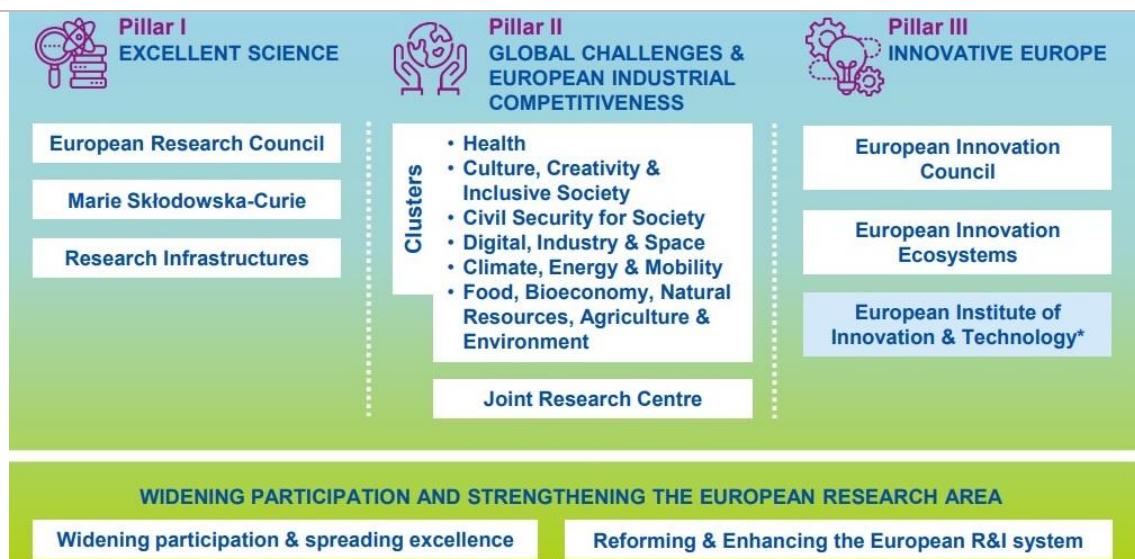 Pillar I
EXCELLENT SCIENCE
European Research Council
Marie Skłodowska-Curie
Research Infrastructures
Pillar II
GLOBAL CHALLENGES &
EUROPEAN INDUSTRIAL
COMPETITIVENESS
Clusters
• Health
• Culture, Creativity &
Inclusive Society
• Civil Security for Society
• Digital, Industry & Space
• Climate, Energy & Mobility
• Food, Bioeconomy, Natural
Resources, Agriculture &
Environment
Joint Research Centre
Pillar III
INNOVATIVE EUROPE
European Innovation
Council
European Innovation
Ecosystems
European Institute of
Innovation & Technology*
WIDENING PARTICIPATION AND STRENGTHENING THE EUROPEAN RESEARCH AREA
Widening participation & spreading excellence
Reforming & Enhancing the European R&I system